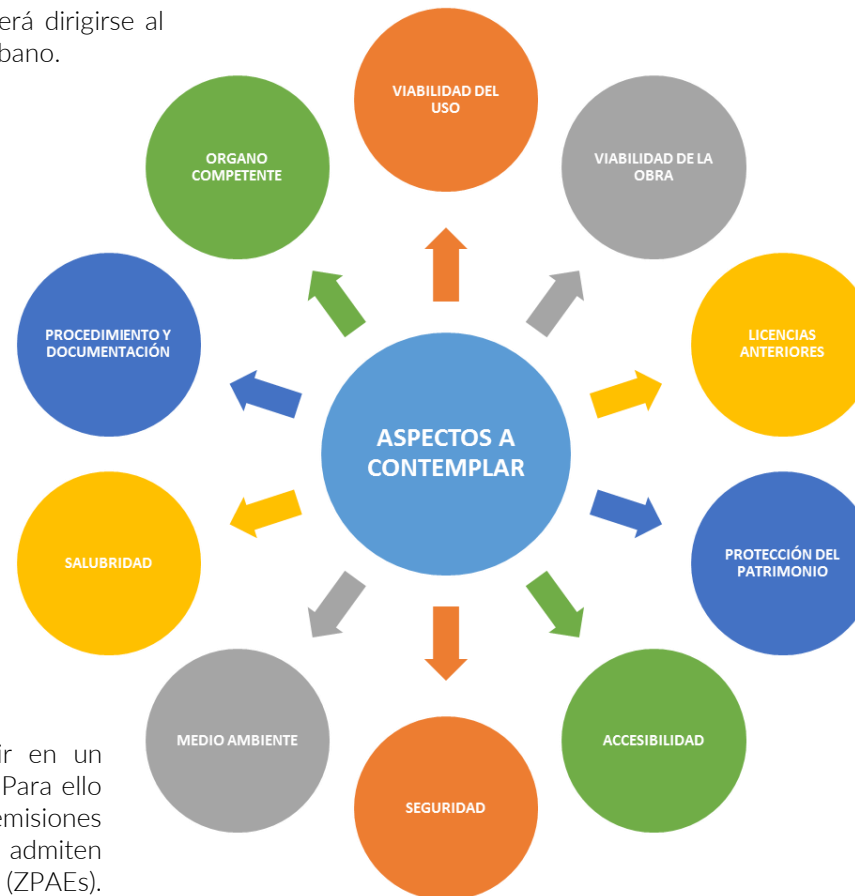 erá dirigirse al
bano.
VIABILIDAD DEL
USO
VIABILIDAD DE LA
OBRA
LICENCIAS
ANTERIORES
PROTECCIÓN DEL
PATRIMONIO
ACCESIBILIDAD
SEGURIDAD
MEDIO AMBIENTE
SALUBRIDAD
PROCEDIMIENTO Y
DOCUMENTACIÓN
ORGANO
COMPETENTE
ASPECTOS A
CONTEMPLAR
ir en un
Para ello
emisiones
admiten
(ZPAEs).